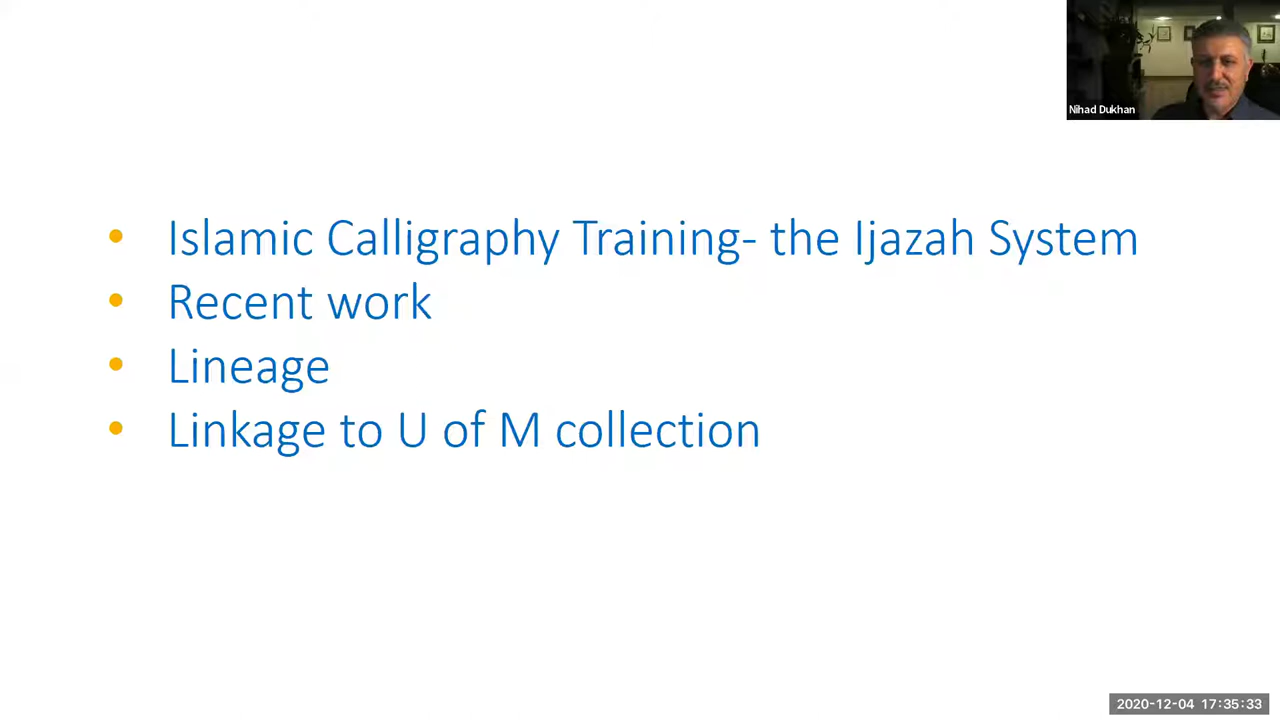 Nihad Dukhan
• Islamic Calligraphy Training- the Ijazah System
• Recent work
• Lineage
• Linkage to U of M collection
2020-12-04 17:35:33